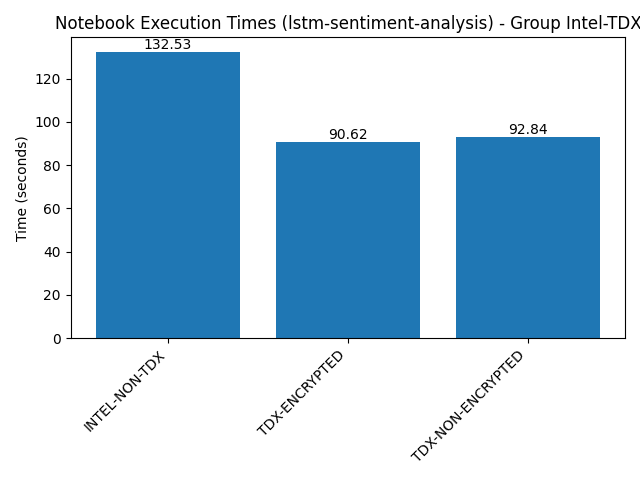 Notebook Execution Times (lstm-sentiment-analysis) - Group Intel-TDX
132.53
90.62
92.84
Time (seconds)
120
100
80
60
40
20
0
INTEL-NON-TDX
TDX-ENCRYPTED
TDX-NON-ENCRYPTED